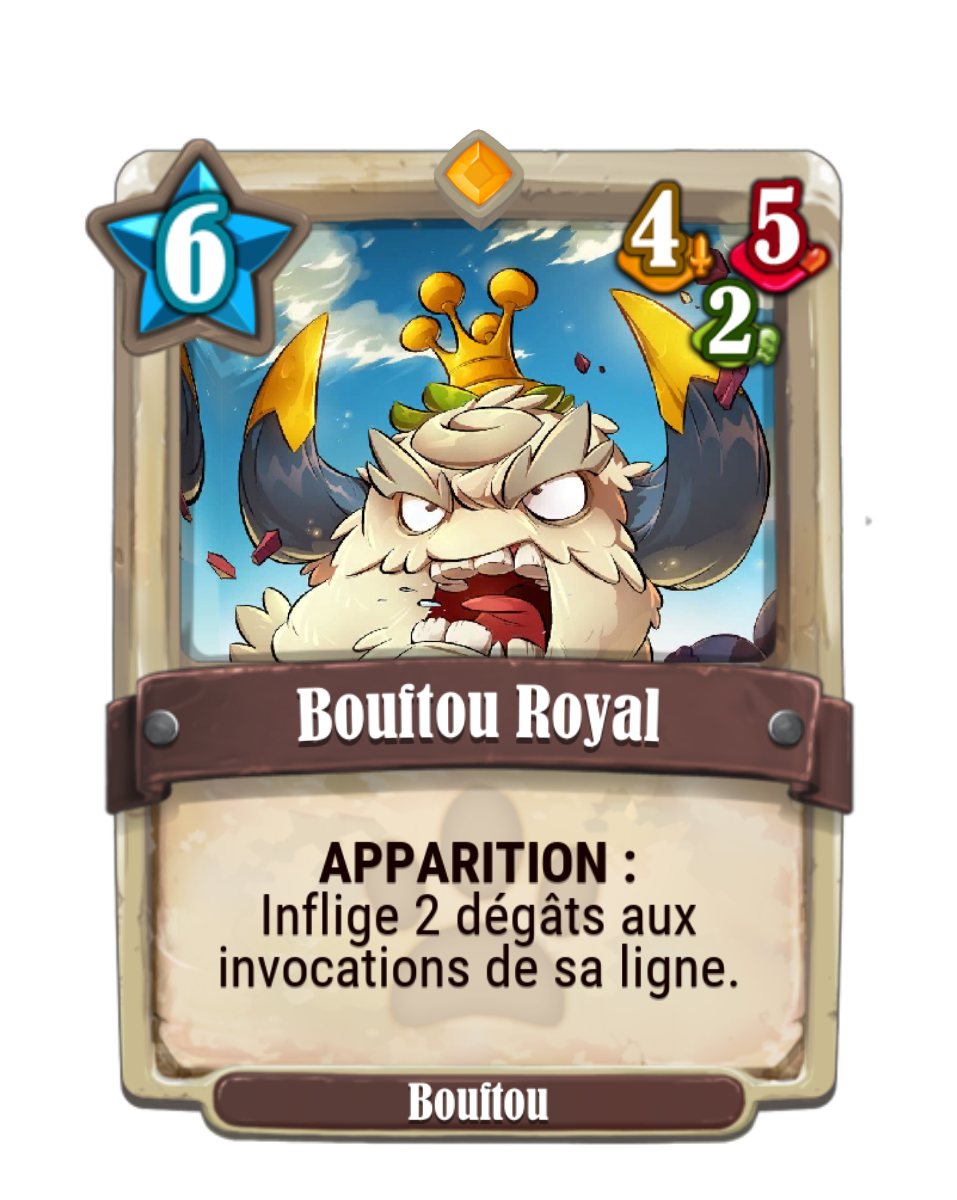 6
4
5
2
Bouftou Royal
APPARITION :
Inflige 2 dégâts aux
invocations de sa ligne.
Bouftou